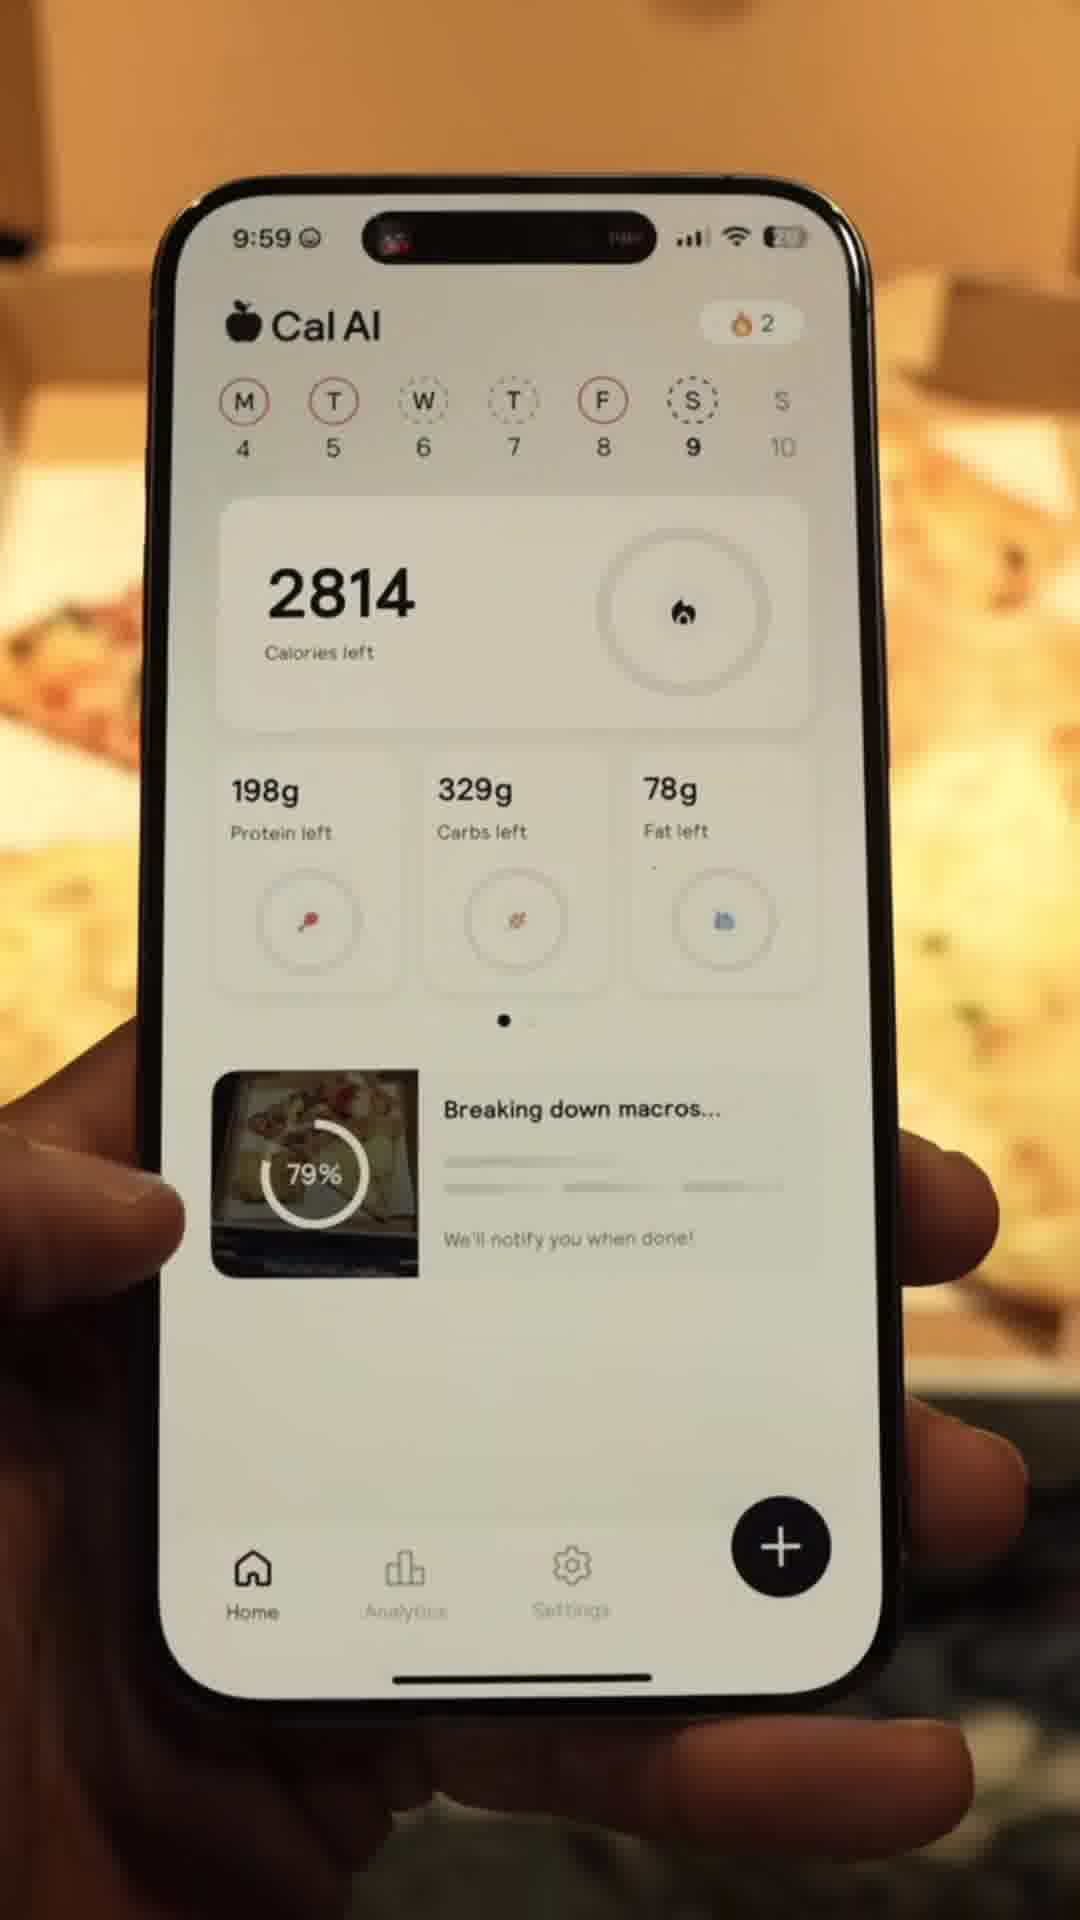 9:59
Cal AI
2
M T W T F S S
4 5 6 7 8 9 10
2814
Calories left
198g 329g 78g
Protein left Carbs left Fat left
Breaking down macros...
79%
We'll notify you when done!
Home Analytics Settings